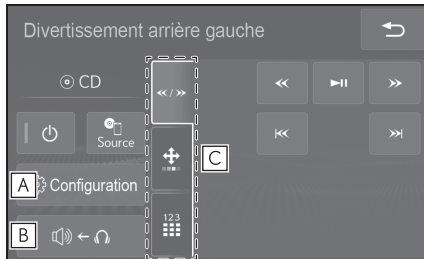 Divertissement arrière gauche
CD
«/»
Source
C
A Configuration
123
B